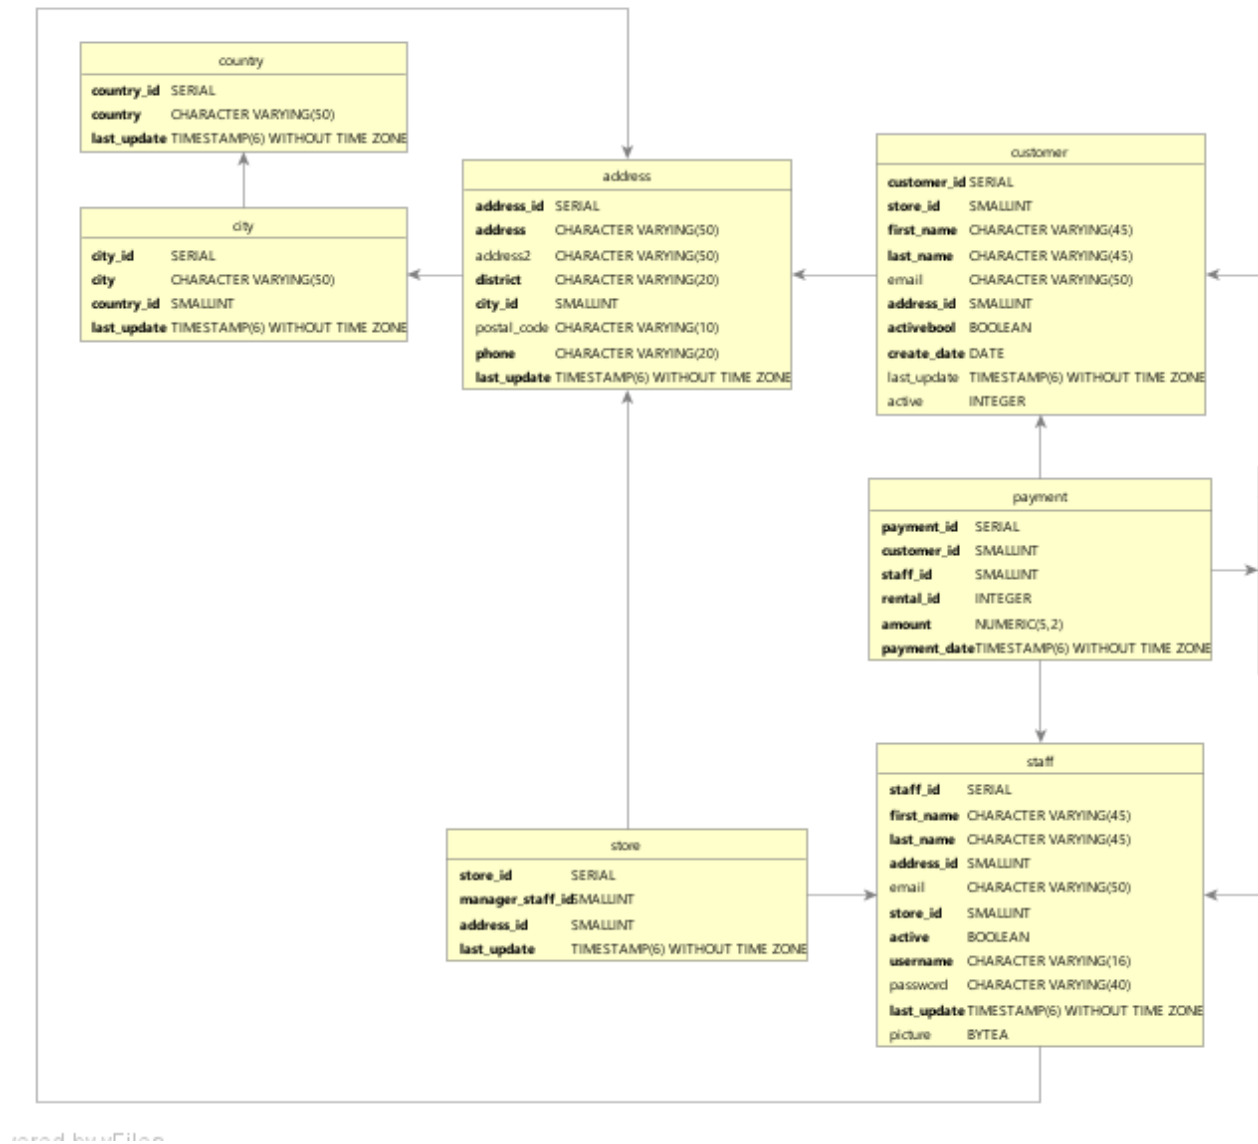 country
country_id SERIAL
country CHARACTER VARYING(50)
last_update TIMESTAMP(6) WITHOUT TIME ZONE
city
city_id SERIAL
city CHARACTER VARYING(50)
country_id SMALLINT
last_update TIMESTAMP(6) WITHOUT TIME ZONE
address
address_id SERIAL
address CHARACTER VARYING(50)
address2 CHARACTER VARYING(50)
district CHARACTER VARYING(20)
city_id SMALLINT
postal_code CHARACTER VARYING(10)
phone CHARACTER VARYING(20)
last_update TIMESTAMP(6) WITHOUT TIME ZONE
customer
customer_id SERIAL
store_id SMALLINT
first_name CHARACTER VARYING(45)
last_name CHARACTER VARYING(45)
email CHARACTER VARYING(50)
address_id SMALLINT
activebool BOOLEAN
create_date DATE
last_update TIMESTAMP(6) WITHOUT TIME ZONE
active INTEGER
payment
payment_id SERIAL
customer_id SMALLINT
staff_id SMALLINT
rental_id INTEGER
amount NUMERIC(5,2)
payment_date TIMESTAMP(6) WITHOUT TIME ZONE
store
store_id SERIAL
manager_staff_id SMALLINT
address_id SMALLINT
last_update TIMESTAMP(6) WITHOUT TIME ZONE
staff
staff_id SERIAL
first_name CHARACTER VARYING(45)
last_name CHARACTER VARYING(45)
address_id SMALLINT
email CHARACTER VARYING(50)
store_id SMALLINT
active BOOLEAN
username CHARACTER VARYING(16)
password CHARACTER VARYING(40)
last_update TIMESTAMP(6) WITHOUT TIME ZONE
picture BYTEA